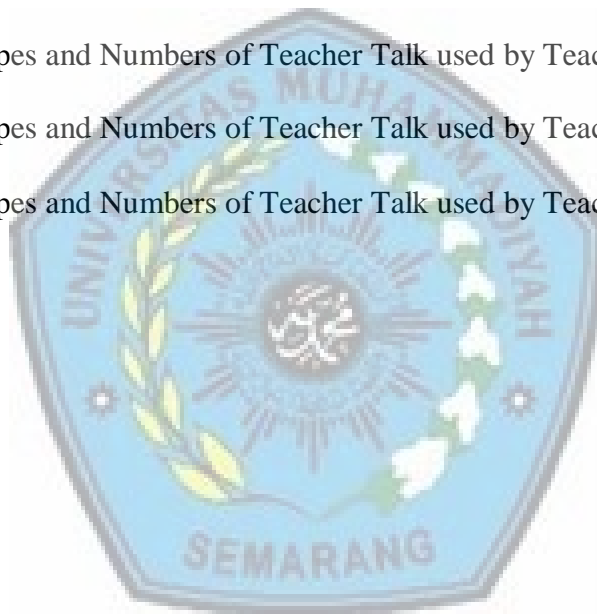 pes and Numbers of Teacher Talk used by Teac
pes and Numbers of Teacher Talk used by Teac
pes and Numbers of Teacher Talk used by Teac
UNIVERSITAS MUHAMMADIYAH
SEMARANG